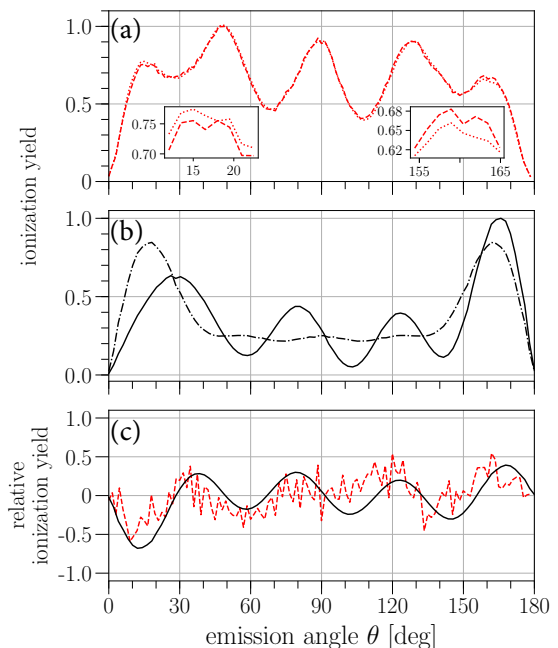 (a)
1.0
0.5
0
0.75
0.70
15
20
0.68
0.65
0.62
155
165
ionization yield
(b)
1.0
0.5
0.0
(c)
1.0
0.5
0
-0.5
-1.0
relative
ionization yield
0 30 60 90 120 150 180
emission angle θ [deg]